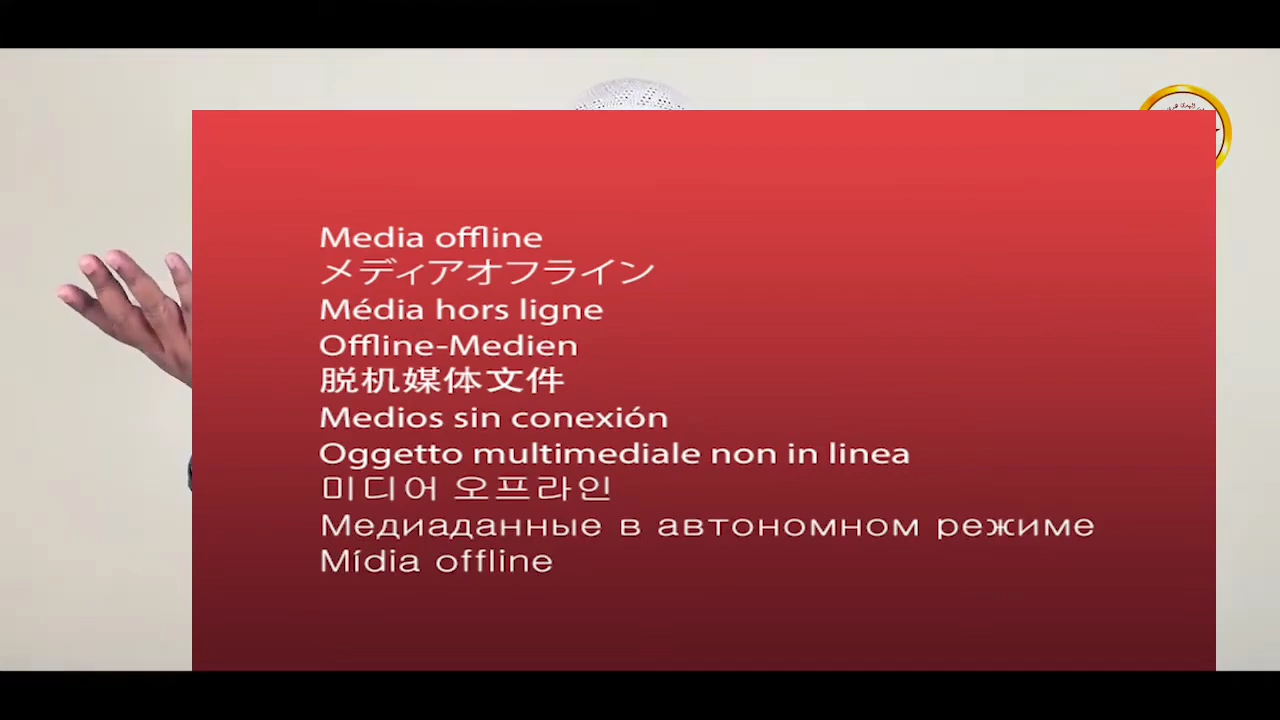 Media offline
メディアオフライン
Média hors ligne
Offline-Medien
脱机媒体文件
Medios sin conexión
Oggetto multimediale non in linea
미디어 오프라인
Медиаданные в автономном режиме
Mídia offline